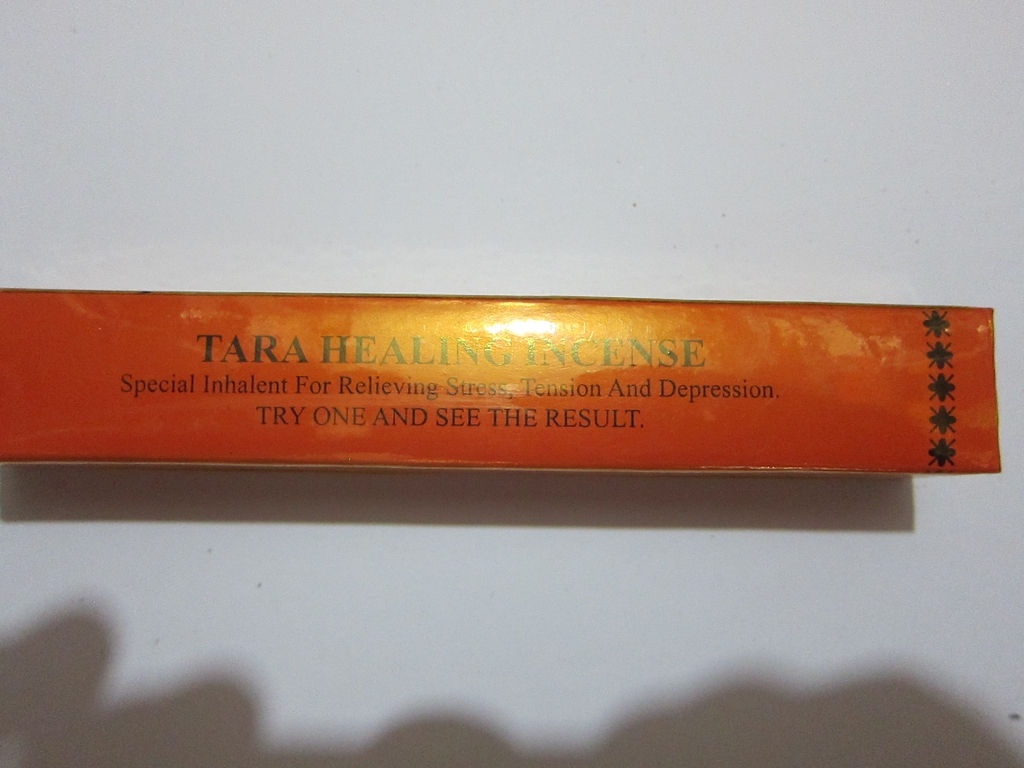 TARA HEALING INCENSE
Special Inhalent For Relieving Stress, Tension And Depression.
TRY ONE AND SEE THE RESULT.